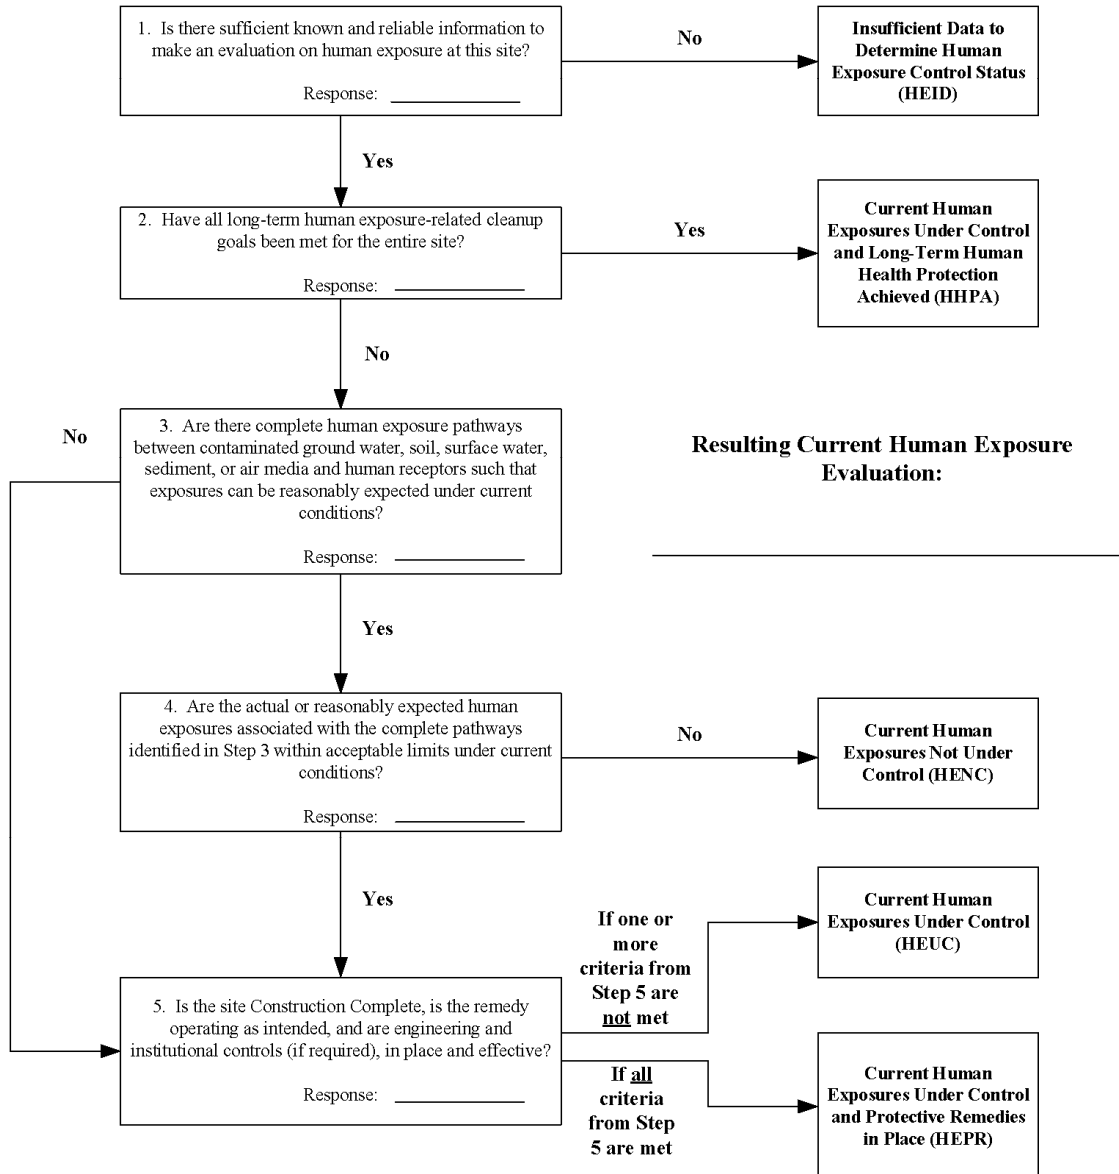 1. Is there sufficient known and reliable information to
make an evaluation on human exposure at this site?
Response:
No
Insufficient Data to
Determine Human
Exposure Control Status
(HEID)
Yes
2. Have all long-term human exposure-related cleanup
goals been met for the entire site?
Response:
Yes
Current Human
Exposures Under Control
and Long-Term Human
Health Protection
Achieved (HHPA)
No
No
3. Are there complete human exposure pathways
between contaminated ground water, soil, surface water,
sediment, or air media and human receptors such that
exposures can be reasonably expected under current
conditions?
Response:
Resulting Current Human Exposure
Evaluation:
Yes
4. Are the actual or reasonably expected human
exposures associated with the complete pathways
identified in Step 3 within acceptable limits under current
conditions?
Response:
No
Current Human
Exposures Not Under
Control (HENC)
Yes
If one or
more
criteria from
Step 5 are
not met
Current Human
Exposures Under Control
(HEUC)
5. Is the site Construction Complete, is the remedy
operating as intended, and are engineering and
institutional controls (if required), in place and effective?
Response:
If all
criteria
from Step
5 are met
Current Human
Exposures Under Control
and Protective Remedies
in Place (HEPR)